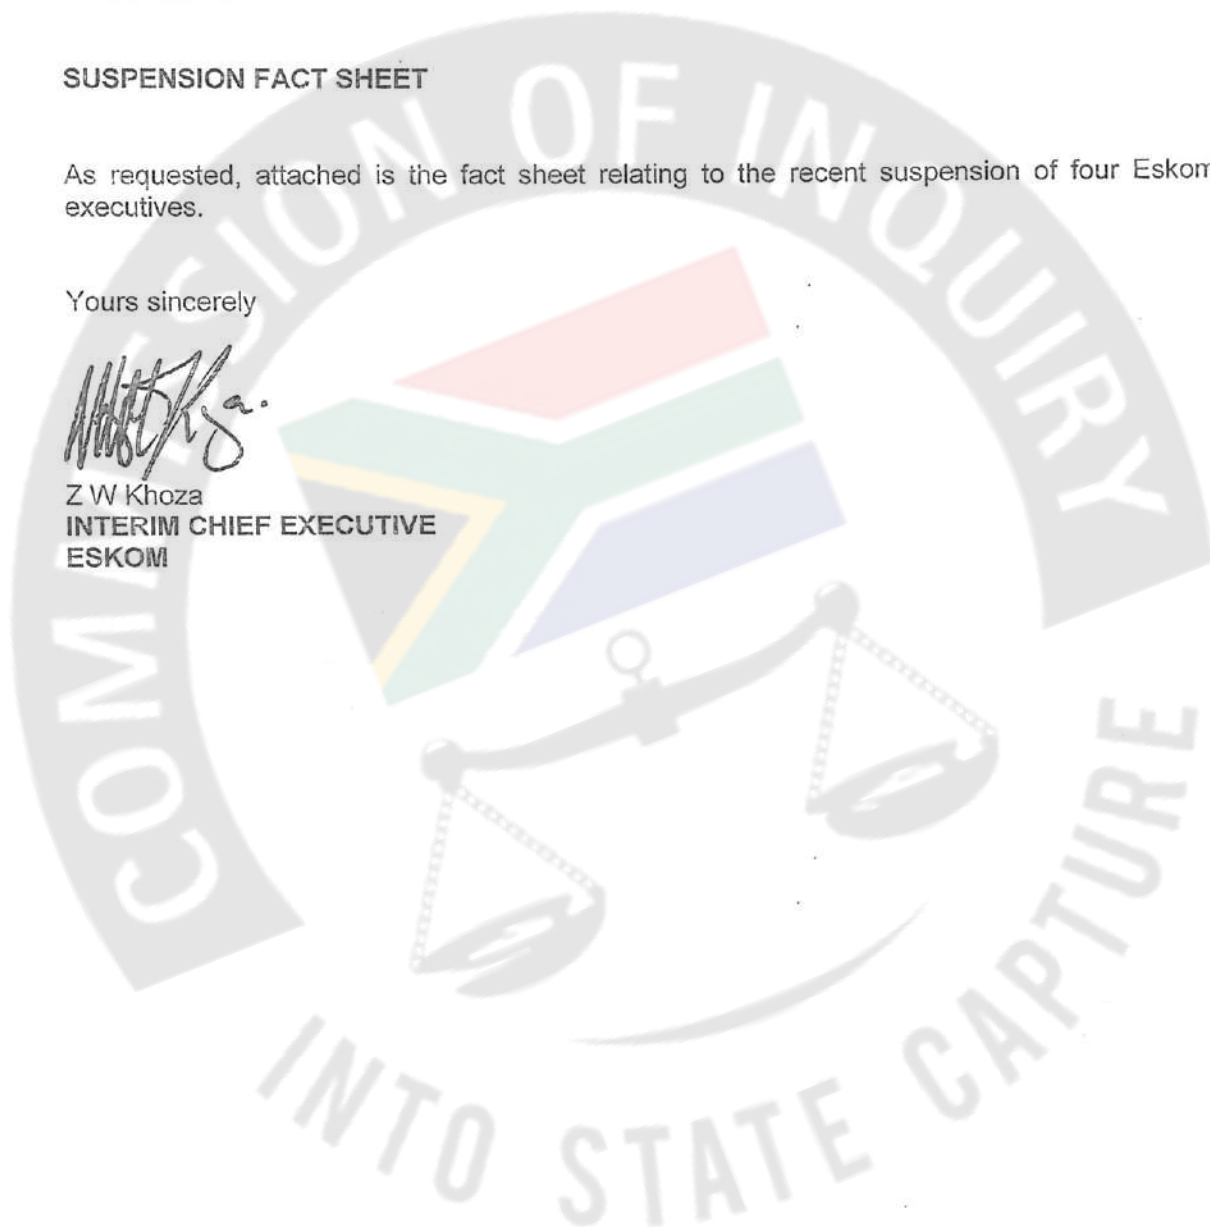 SUSPENSION FACT SHEET
As requested, attached is the fact sheet relating to the recent suspension of four Eskom
executives.
Yours sincerely
Z W Khoza
INTERIM CHIEF EXECUTIVE
ESKOM
COMMISSION OF INQUIRY
INTO STATE CAPTURE